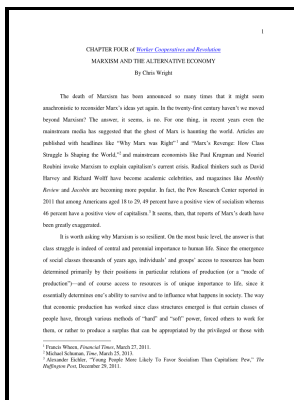 1
CHAPTER FOUR of Worker Cooperatives and Revolution
MARXISM AND THE ALTERNATIVE ECONOMY
By Chris Wright
The death of Marxism has been announced so many times that it might seem
anachronistic to reconsider Marx's ideas yet again. In the twenty-first century haven't we moved
beyond Marxism? The answer, it seems, is no. For one thing, in recent years even the
mainstream media has suggested that the ghost of Marx is haunting the world. Articles are
published with headlines like "Why Marx was Right"1 and "Marx's Revenge: How Class
Struggle Is Shaping the World,"2 and mainstream economists like Paul Krugman and Nouriel
Roubini invoke Marxism to explain capitalism's current crisis. Radical thinkers such as David
Harvey and Richard Wolff have become academic celebrities, and magazines like Monthly
Review and Jacobin are becoming more popular. In fact, the Pew Research Center reported in
2011 that among Americans aged 18 to 29, 49 percent have a positive view of socialism whereas
46 percent have a positive view of capitalism.3 It seems, then, that reports of Marx's death have
been greatly exaggerated.
It is worth asking why Marxism is so resilient. On the most basic level, the answer is that
class struggle is indeed of central and perennial importance to human life. Since the emergence
of social classes thousands of years ago, individuals' and groups' access to resources has been
determined primarily by their positions in particular relations of production (or a "mode of
production")—and of course access to resources is of unique importance to life, since it
essentially determines one's ability to survive and to influence what happens in society. The way
that economic production has worked since class structures emerged is that certain classes of
people have, through various methods of "hard" and "soft" power, forced others to work for
them, or rather to produce a surplus that can be appropriated by the privileged or those with
1 Francis Wheen, Financial Times, March 27, 2011.
2 Michael Schuman, Time, March 25, 2013.
3 Alexander Eichler, "Young People More Likely To Favor Socialism Than Capitalism: Pew," The
Huffington Post, December 29, 2011.